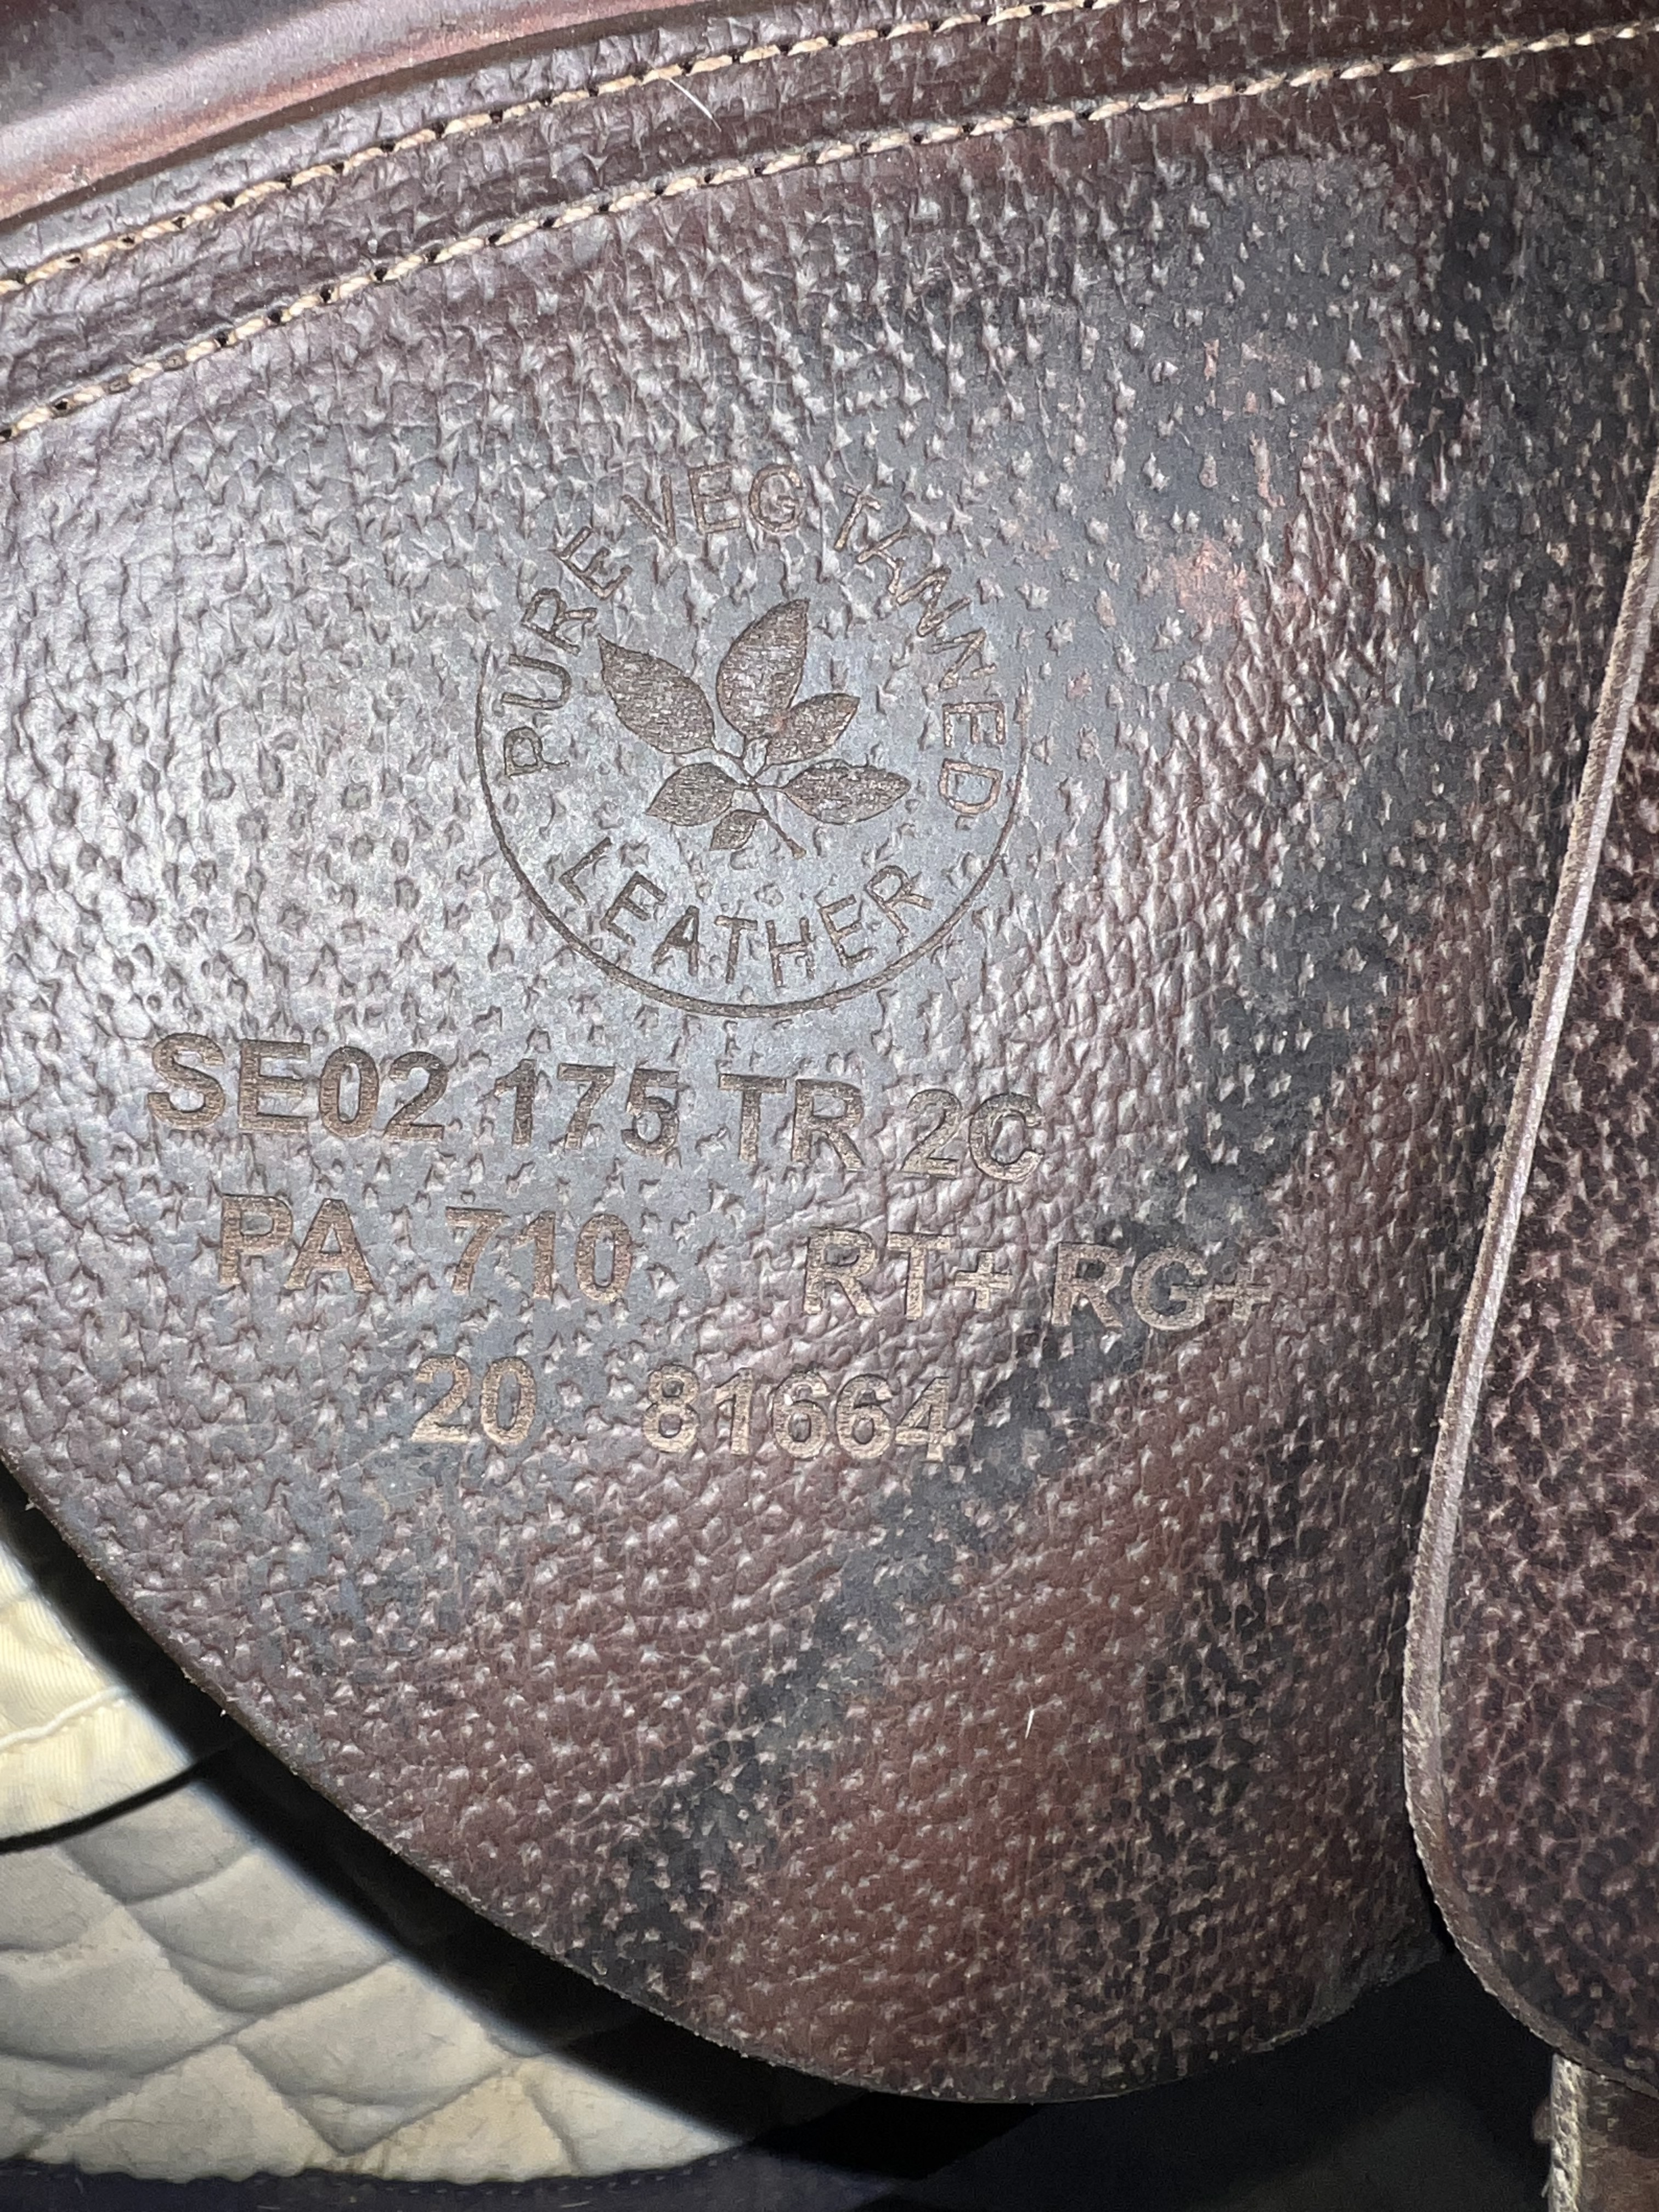 PURE VEG TANNED
LEATHER
SE02 175 TR 2C
PA 710 RT+ RG+
20 81664